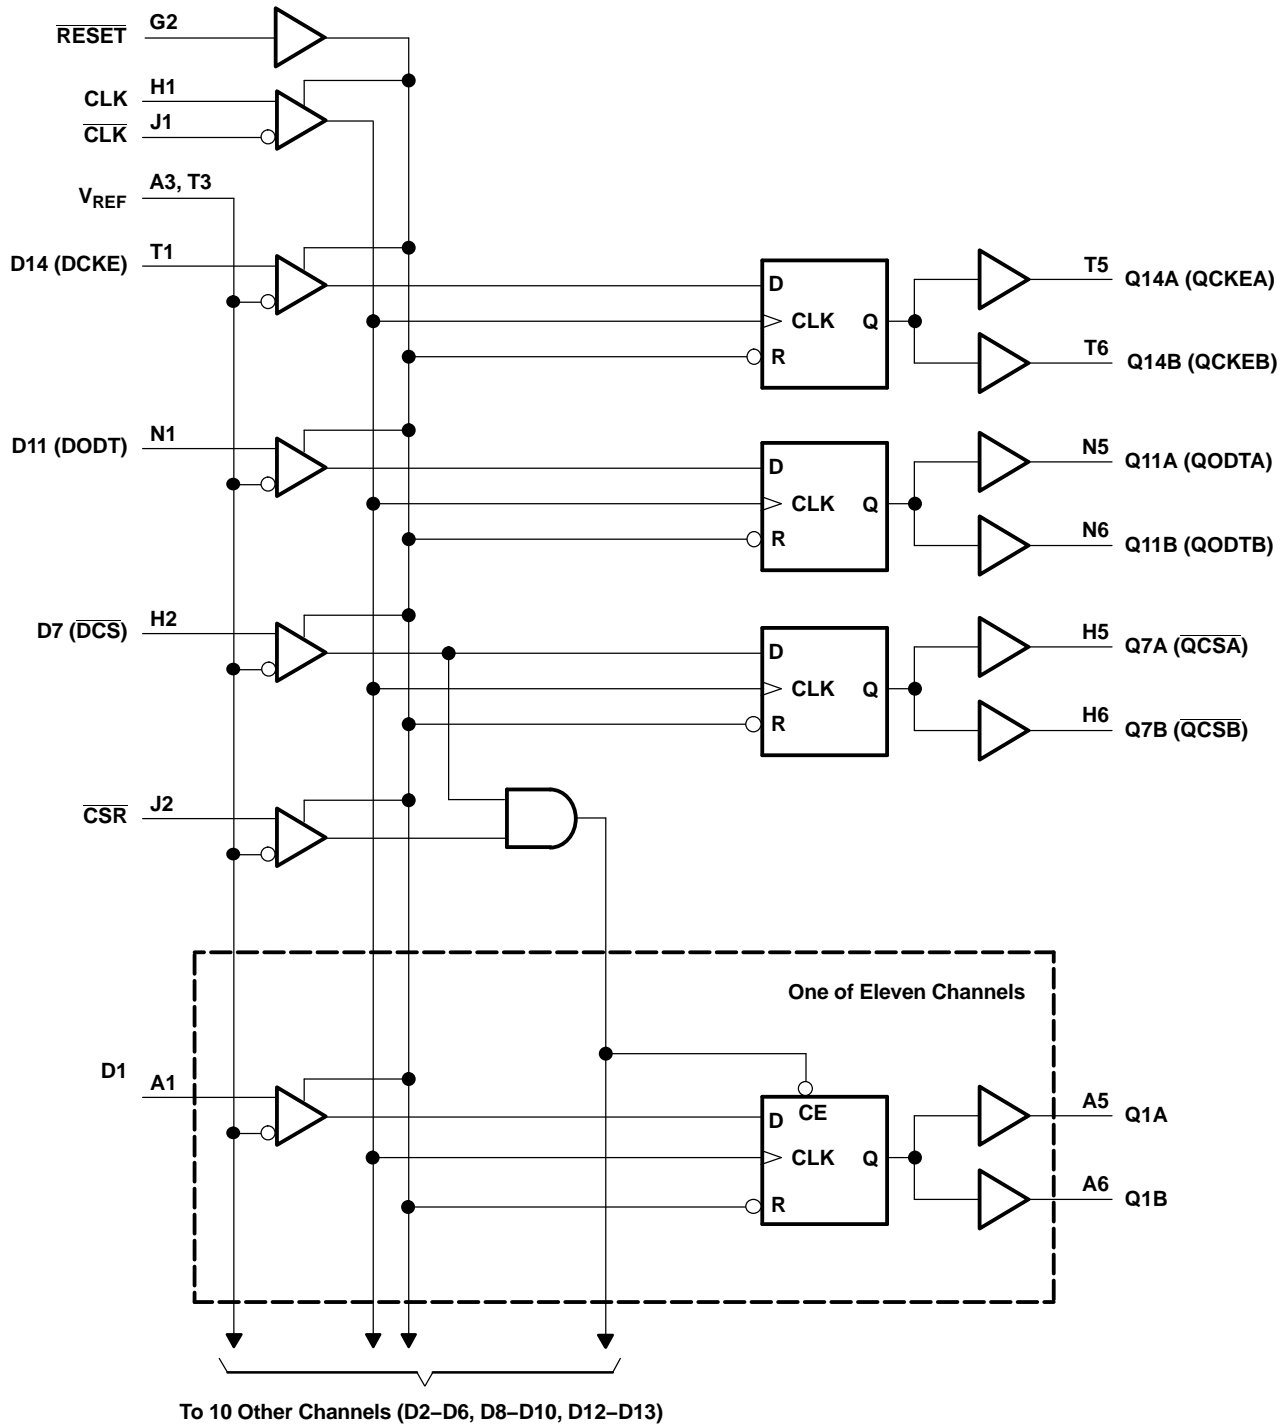 RESET G2
CLK H1
CLK J1
VREF A3, T3
D14 (DCKE) T1
D CLK Q R
T5 Q14A (QCKEA)
T6 Q14B (QCKEB)
D11 (DODT) N1
D CLK Q R
N5 Q11A (QODTA)
N6 Q11B (QODTB)
D7 (DCS) H2
D CLK Q R
H5 Q7A (QCSA)
H6 Q7B (QCSB)
CSR J2
One of Eleven Channels
D1 A1
CE
D CLK Q R
A5 Q1A
A6 Q1B
To 10 Other Channels (D2–D6, D8–D10, D12–D13)